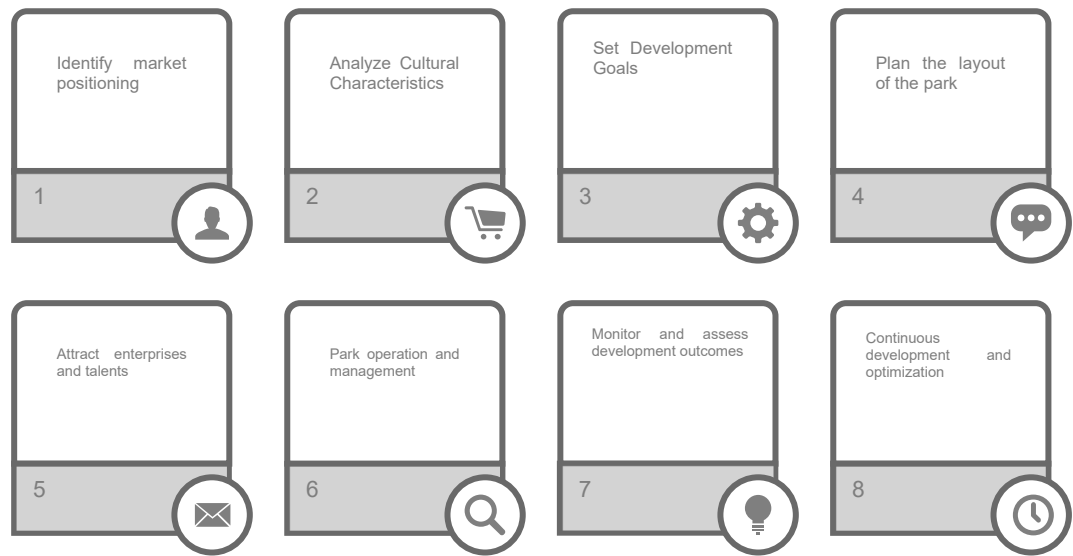 Identify market
positioning
1
Analyze Cultural
Characteristics
2
Set Development
Goals
3
Plan the layout
of the park
4
Attract enterprises
and talents
5
Park operation and
management
6
Monitor and assess
development outcomes
7
Continuous
development and
optimization
8